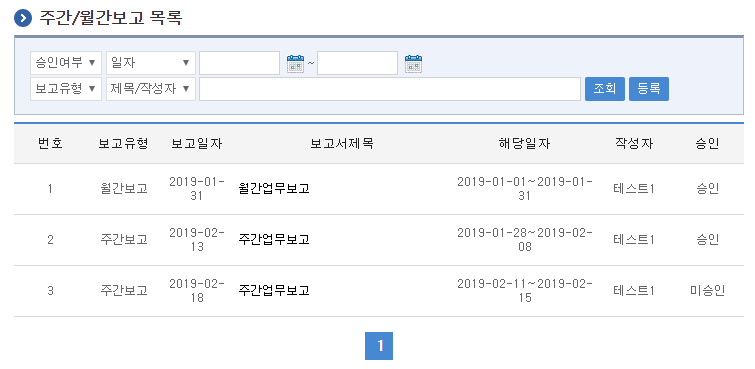 주간/월간보고 목록
승인여부 ▼ 일자 ▼ ~
보고유형 ▼ 제목/작성자 ▼ 조회 등록
번호 보고유형 보고일자 보고서제목 해당일자 작성자 승인
1 월간보고 2019-01-31 월간업무보고 2019-01-01~2019-01-31 테스트1 승인
2 주간보고 2019-02-13 주간업무보고 2019-01-28~2019-02-08 테스트1 승인
3 주간보고 2019-02-18 주간업무보고 2019-02-11~2019-02-15 테스트1 미승인
1